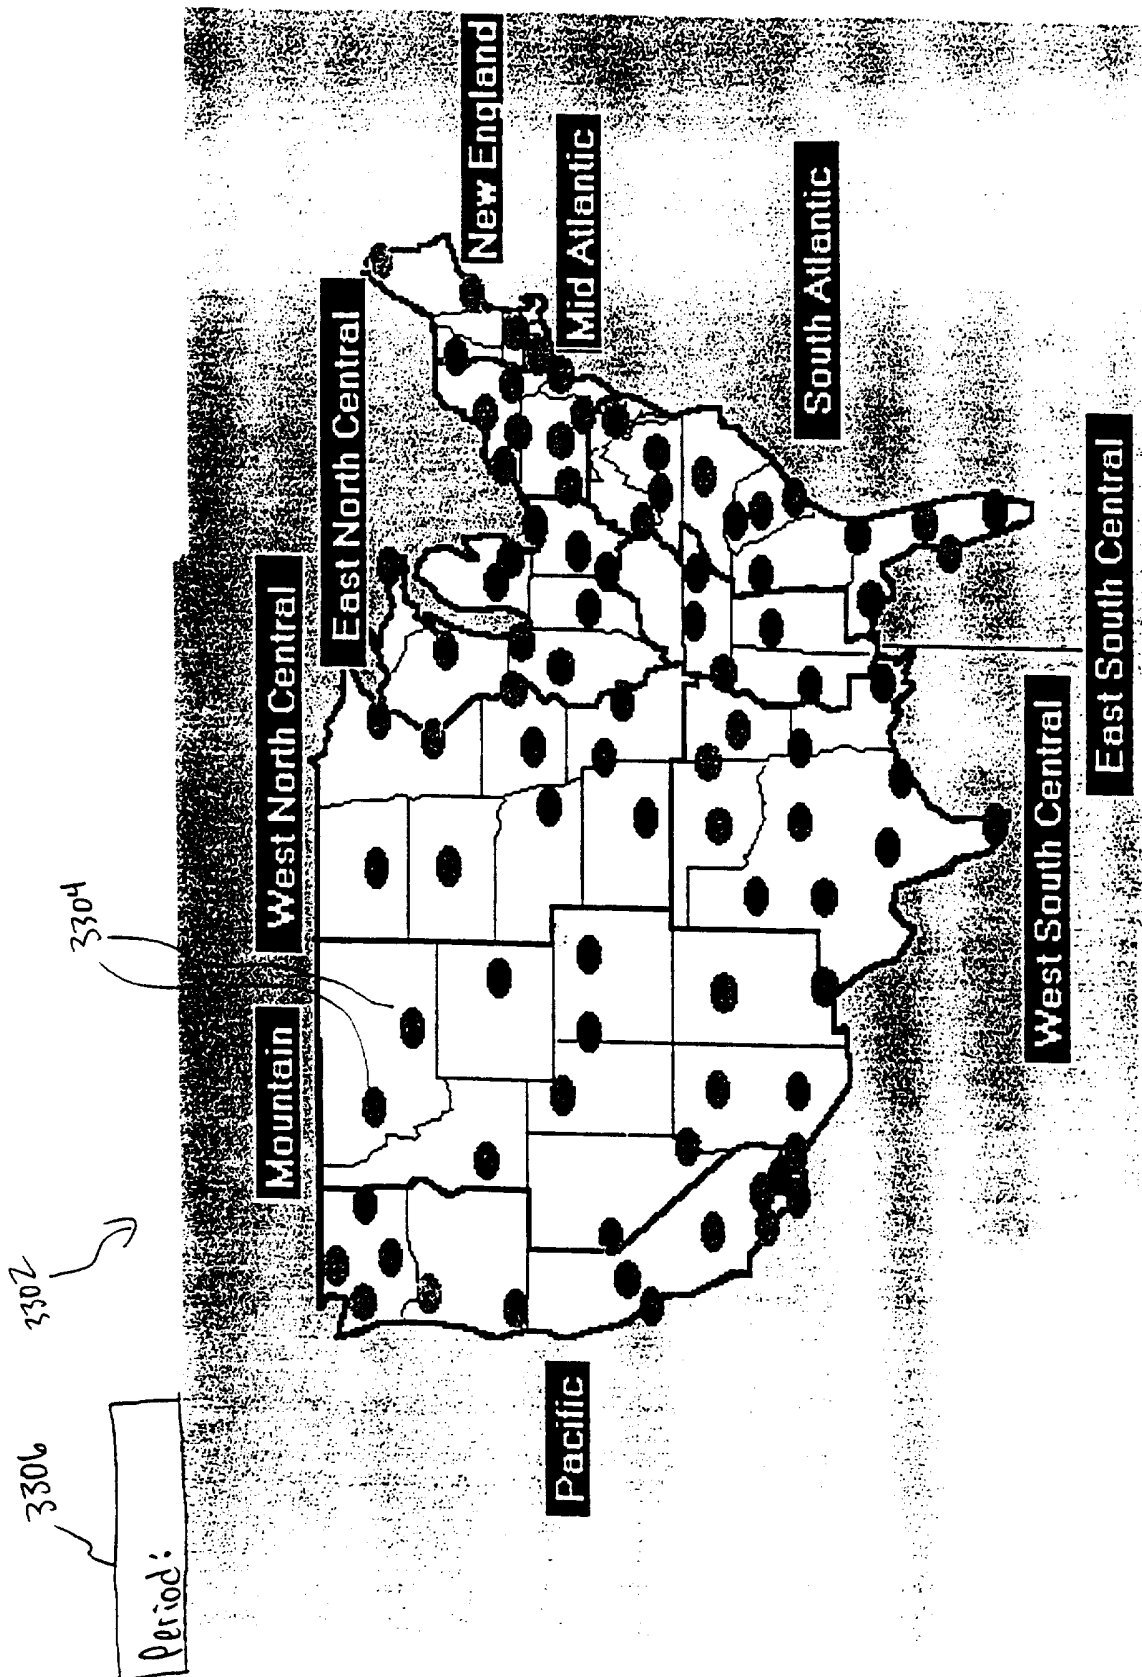 3306
3302
3304
Period:
Mountain
West North Central
East North Central
New England
Mid Atlantic
Pacific
South Atlantic
West South Central
East South Central